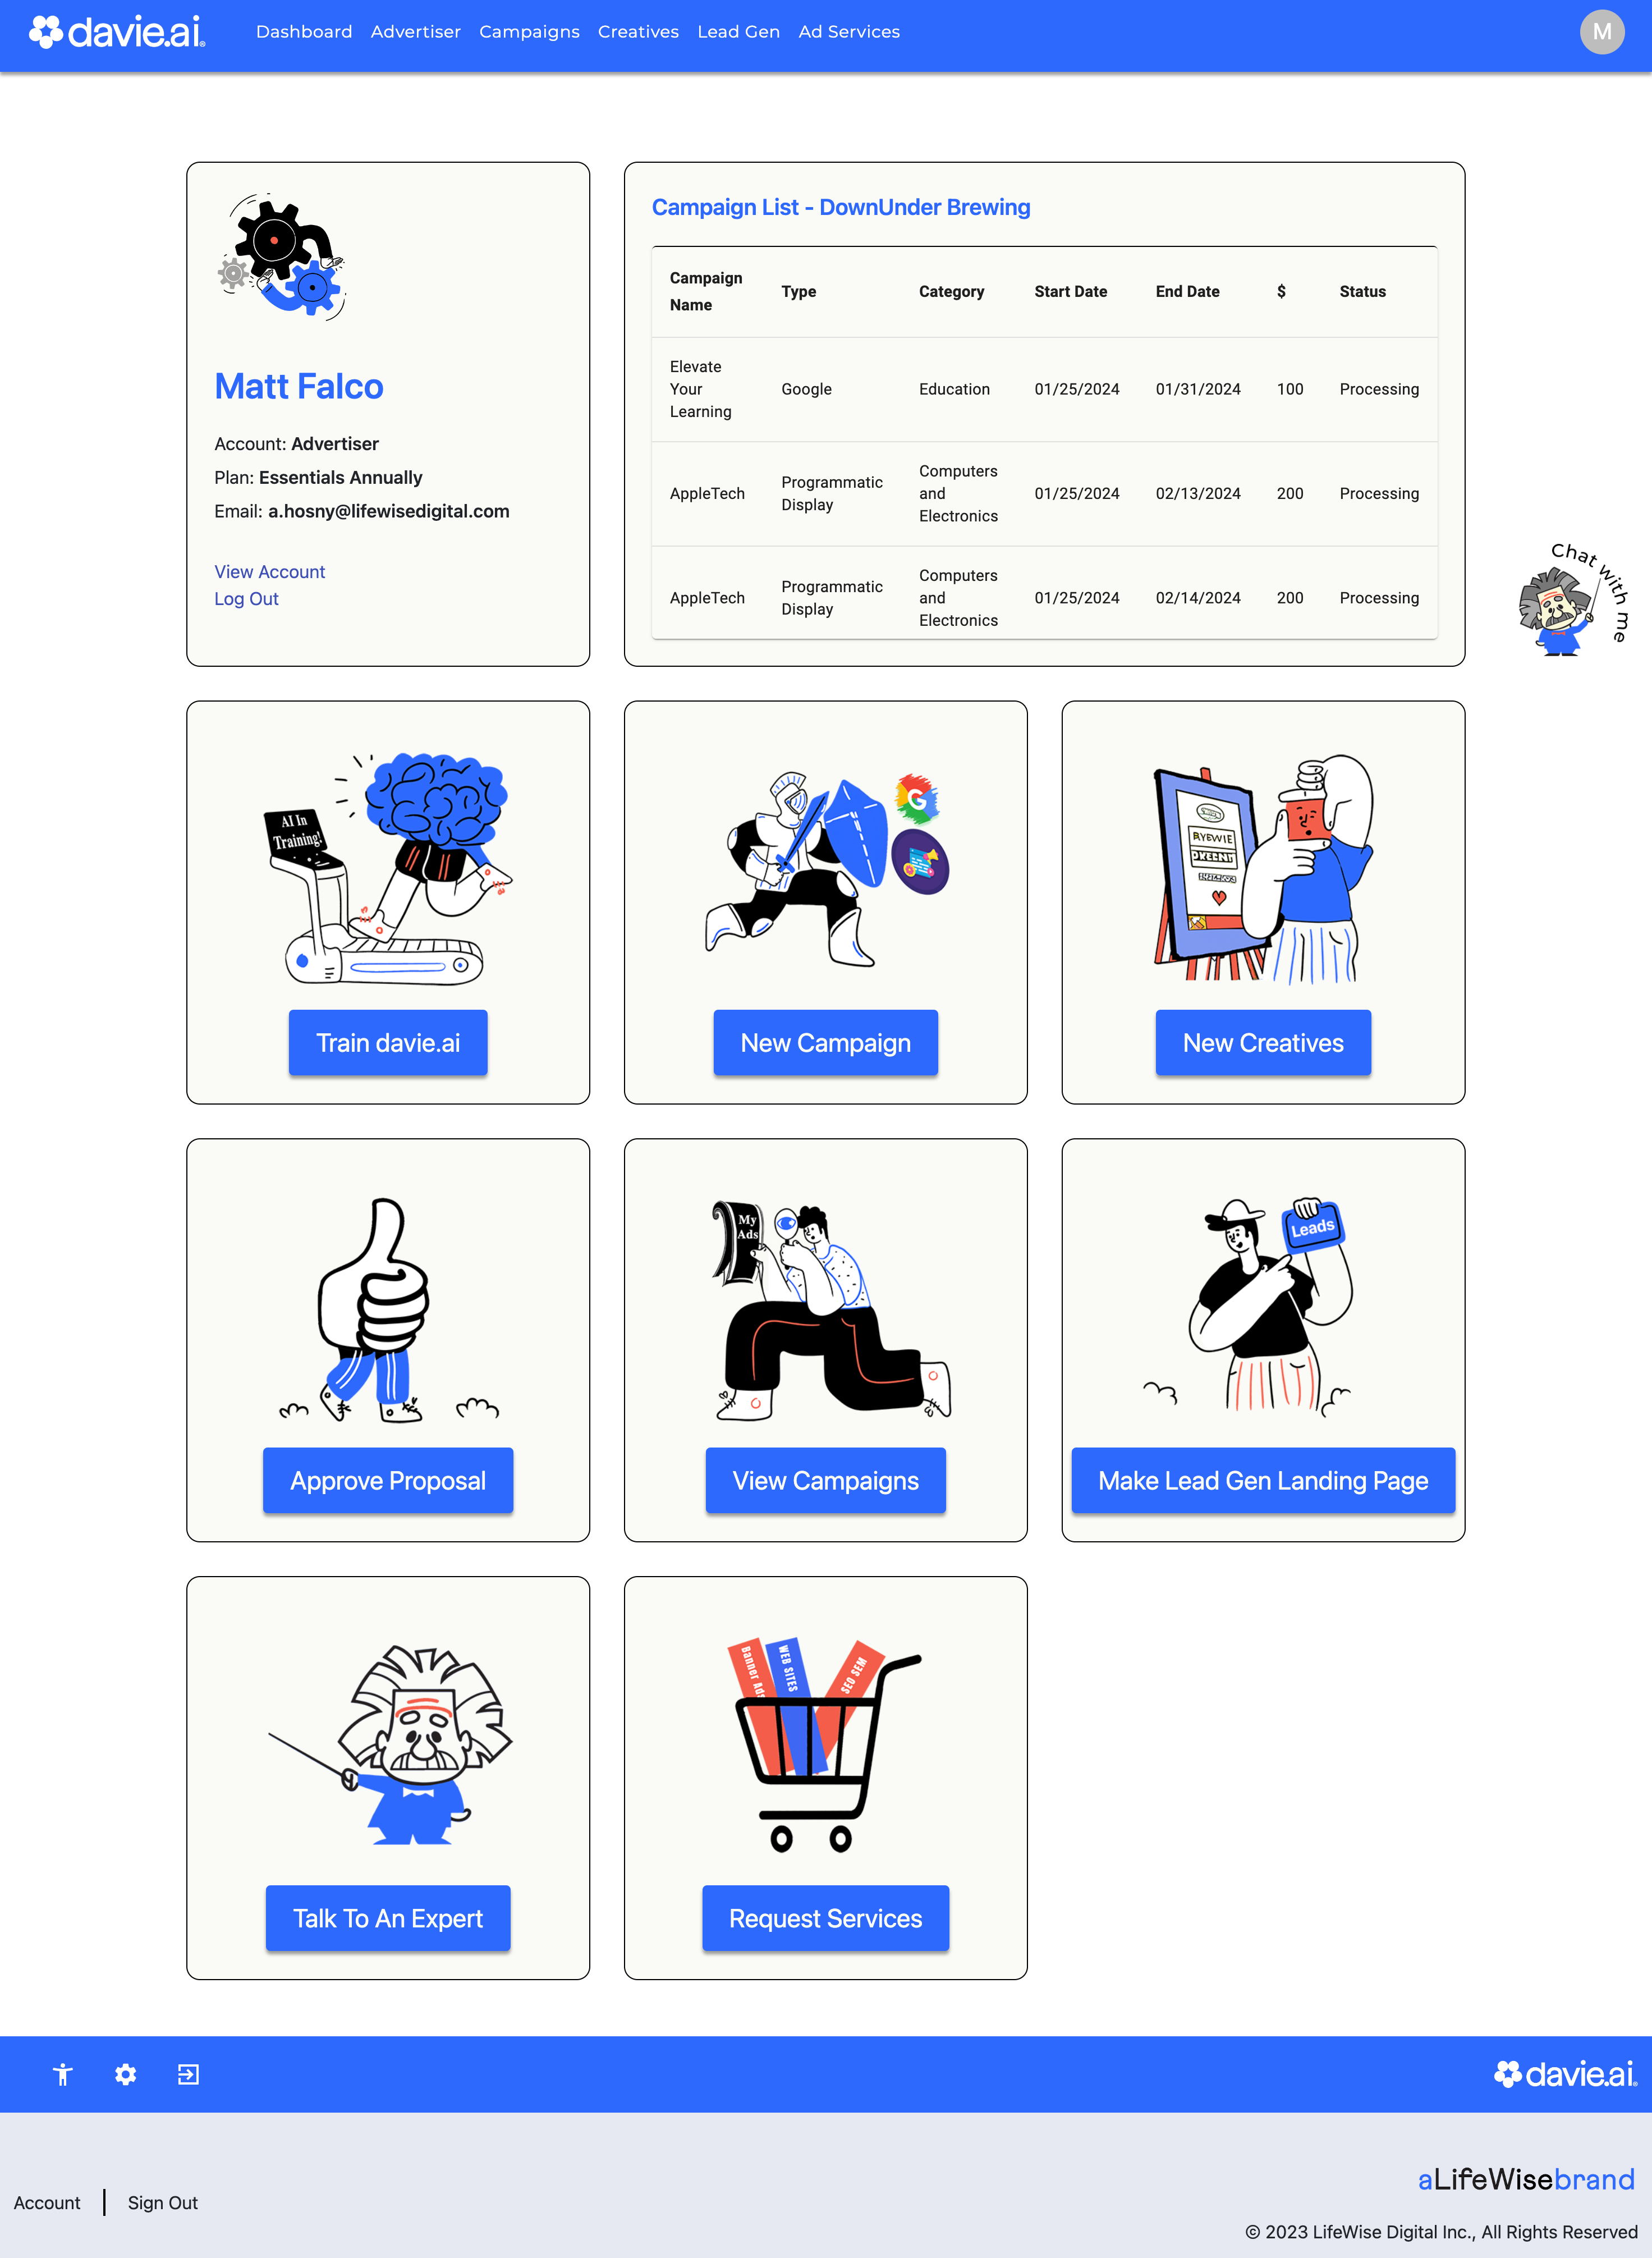 davie.ai
Dashboard Advertiser Campaigns Creatives Lead Gen Ad Services
M
Matt Falco
Account: Advertiser
Plan: Essentials Annually
Email: a.hosny@lifewisedigital.com
View Account
Log Out
Campaign List - DownUnder Brewing
Campaign Name Type Category Start Date End Date $ Status
Elevate Your Learning Google Education 01/25/2024 01/31/2024 100 Processing
AppleTech Programmatic Display Computers and Electronics 01/25/2024 02/13/2024 200 Processing
AppleTech Programmatic Display Computers and Electronics 01/25/2024 02/14/2024 200 Processing
Chat with me
AI In
Training!
Train davie.ai
G
New Campaign
New Creatives
Approve Proposal
My
Ads
View Campaigns
Leads
Make Lead Gen Landing Page
Talk To An Expert
Banner Ads
WEB SITES
SEO SEM
Request Services
davie.ai
aLifeWisebrand
Account | Sign Out
© 2023 LifeWise Digital Inc., All Rights Reserved